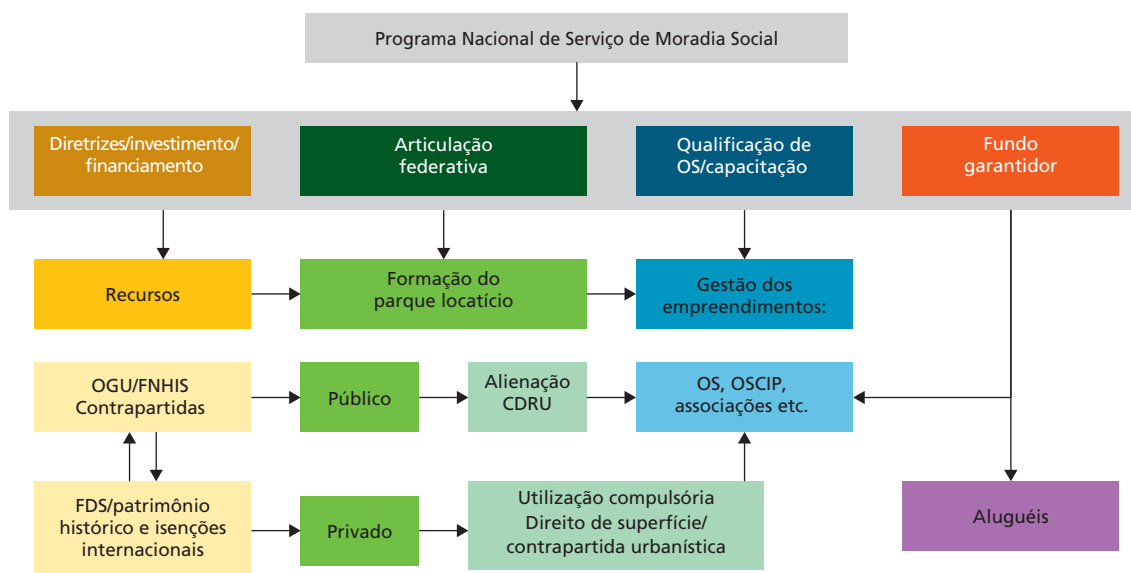 Programa Nacional de Serviço de Moradia Social
Diretrizes/investimento/
financiamento
Articulação
federativa
Qualificação de
OS/capacitação
Fundo
garantidor
Recursos
Formação do
parque locatício
Gestão dos
empreendimentos:
OGU/FNHIS
Contrapartidas
Público
Alienação
CDRU
OS, OSCIP,
associações etc.
FDS/patrimônio
histórico e isenções
internacionais
Privado
Utilização compulsória
Direito de superfície/
contrapartida urbanística
Aluguéis